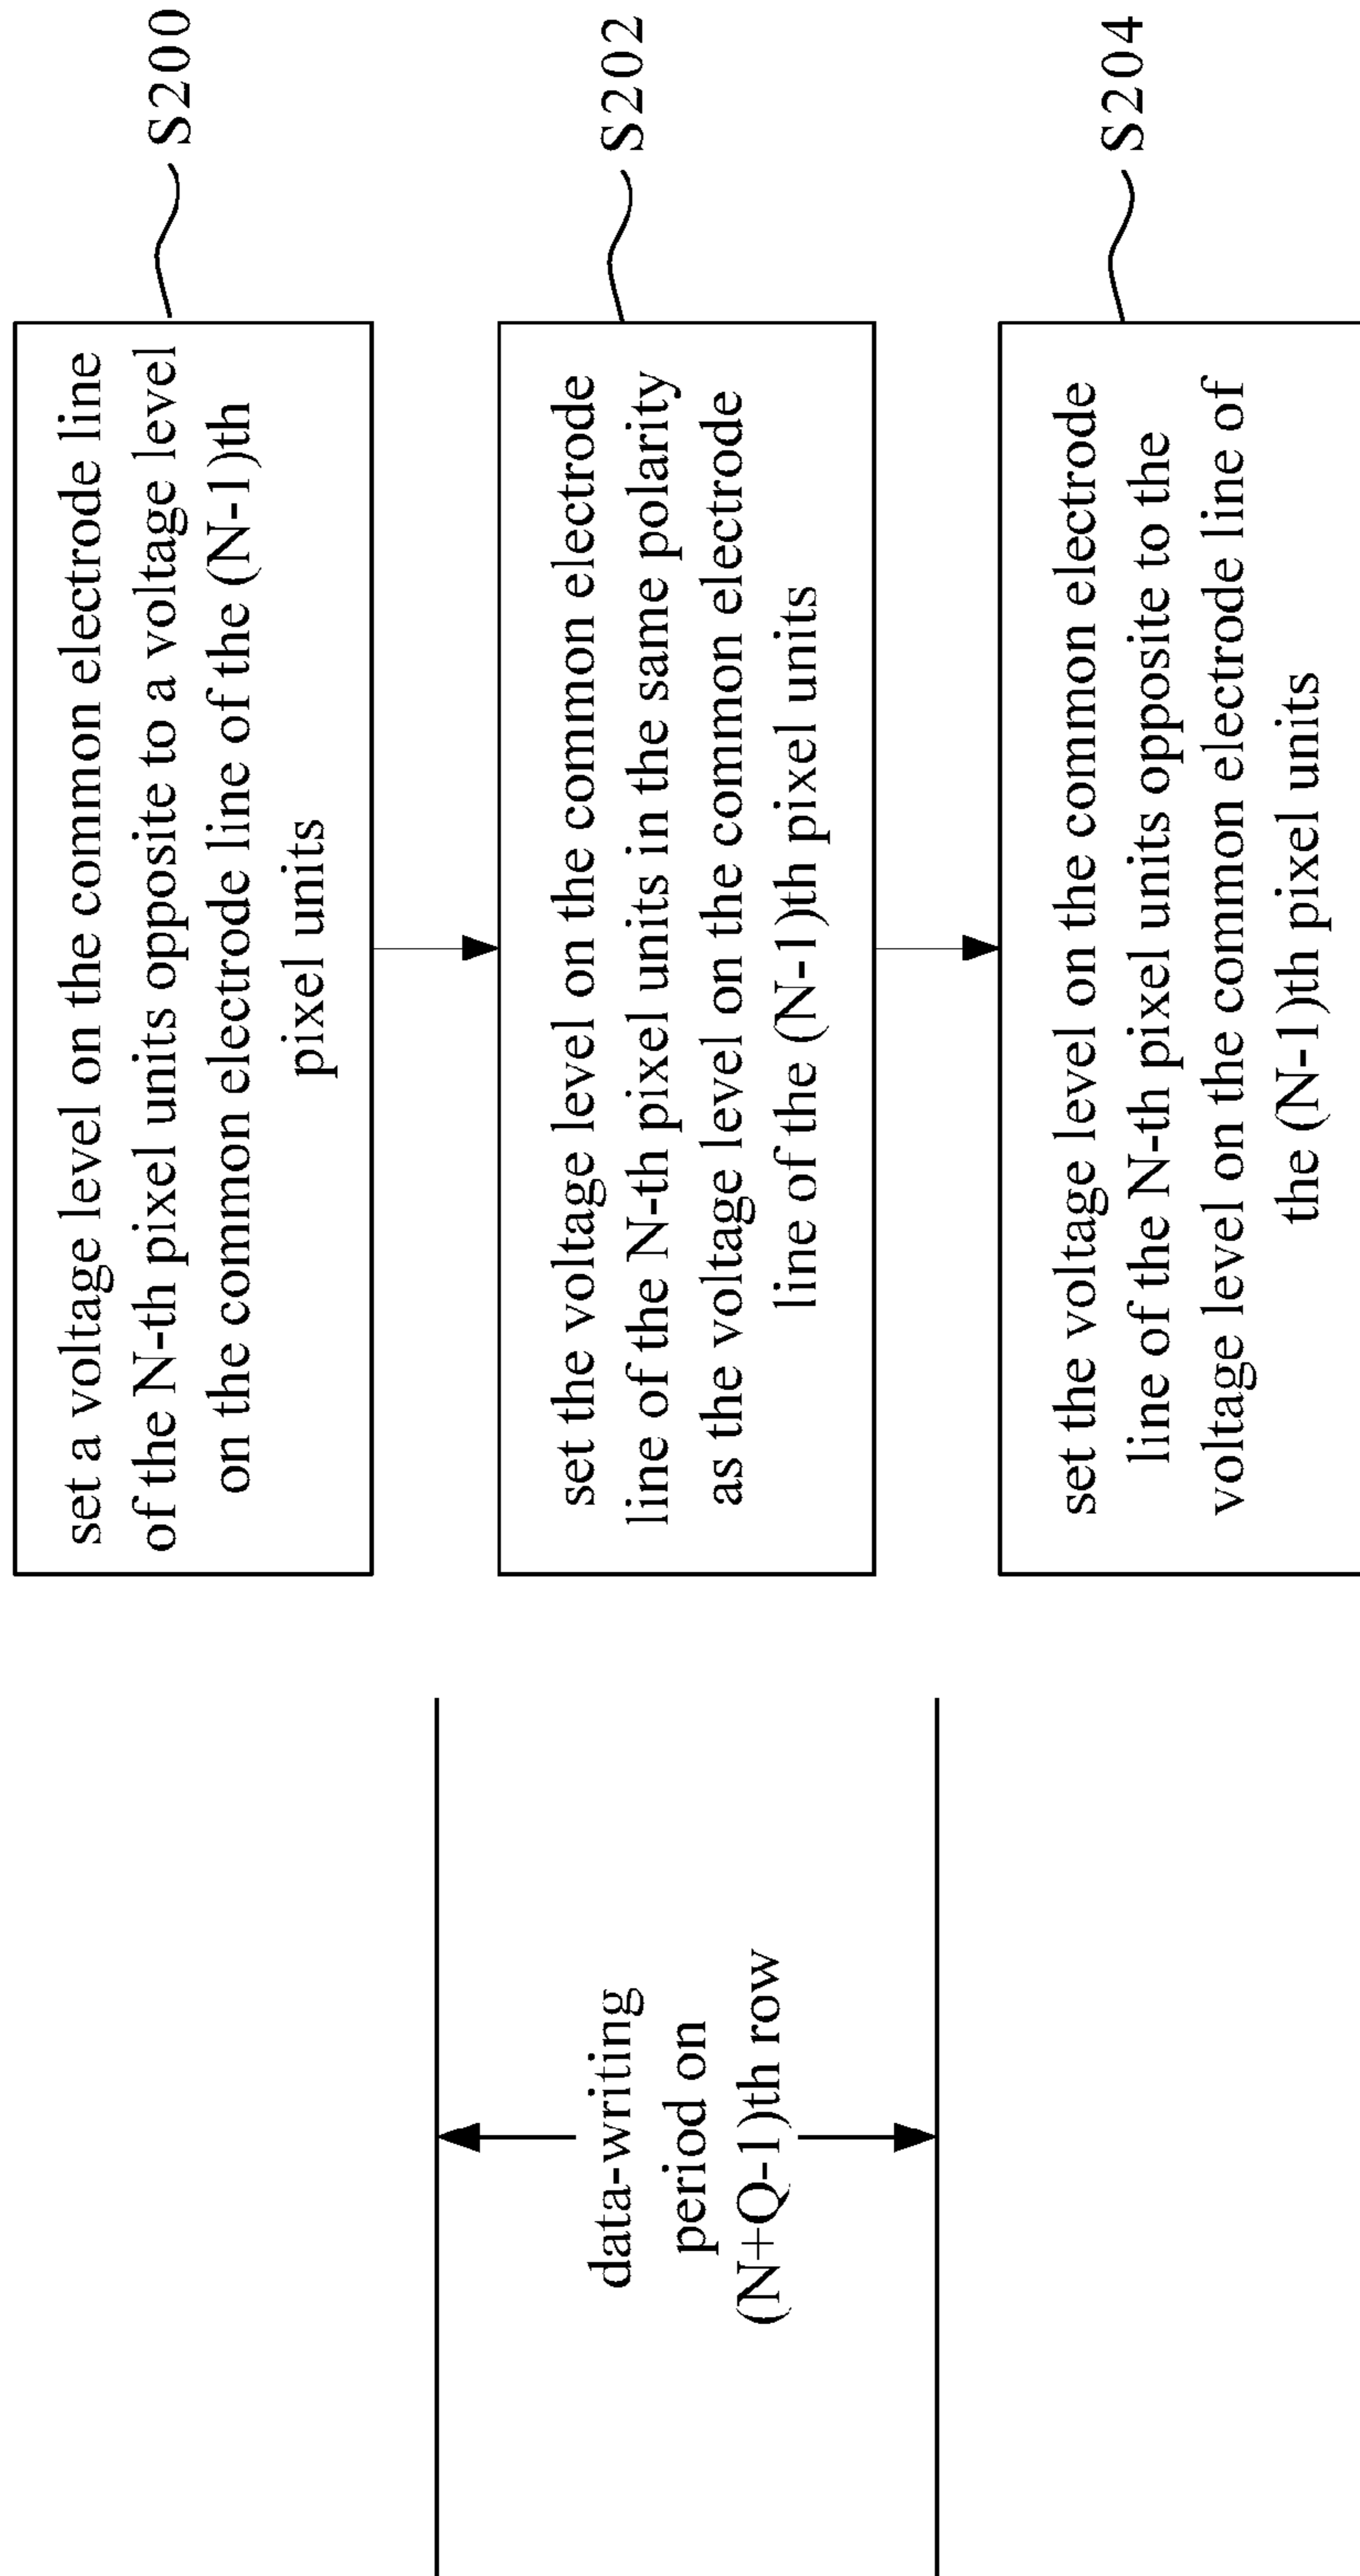 set a voltage level on the common electrode line
of the N-th pixel units opposite to a voltage level
on the common electrode line of the (N-1)th
pixel units
S200
data-writing
period on
(N+Q-1)th row
set the voltage level on the common electrode
line of the N-th pixel units in the same polarity
as the voltage level on the common electrode
line of the (N-1)th pixel units
S202
set the voltage level on the common electrode
line of the N-th pixel units opposite to the
voltage level on the common electrode line of
the (N-1)th pixel units
S204